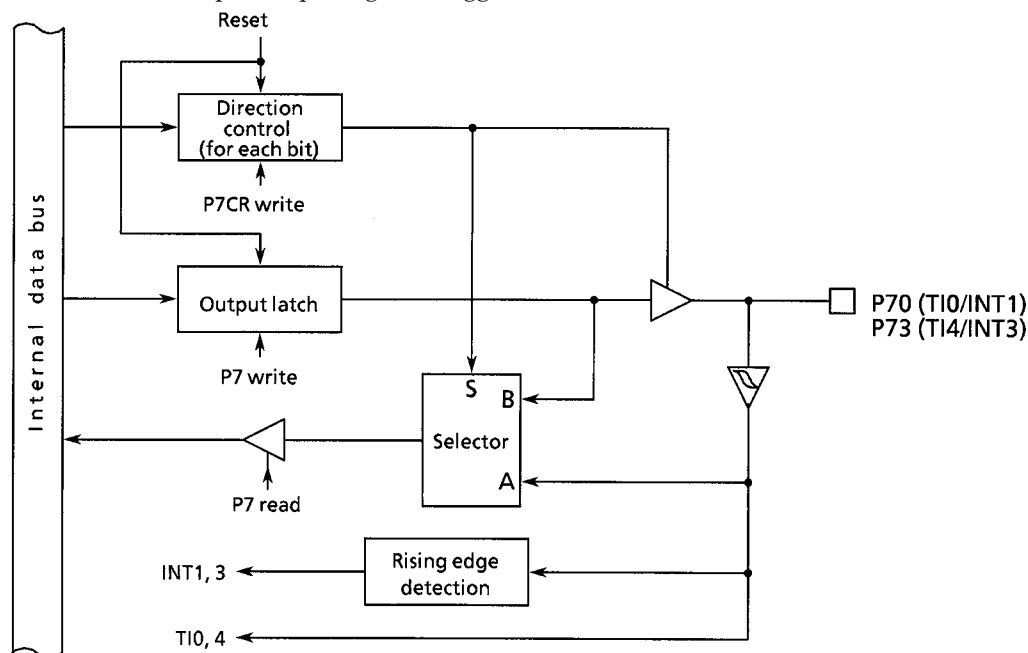 Reset
Direction
control
(for each bit)
P7CR write
Internal data bus
Output latch
P7 write
P70 (TI0/INT1)
P73 (TI4/INT3)
S
B
Selector
A
P7 read
Rising edge
detection
INT1, 3
TI0, 4